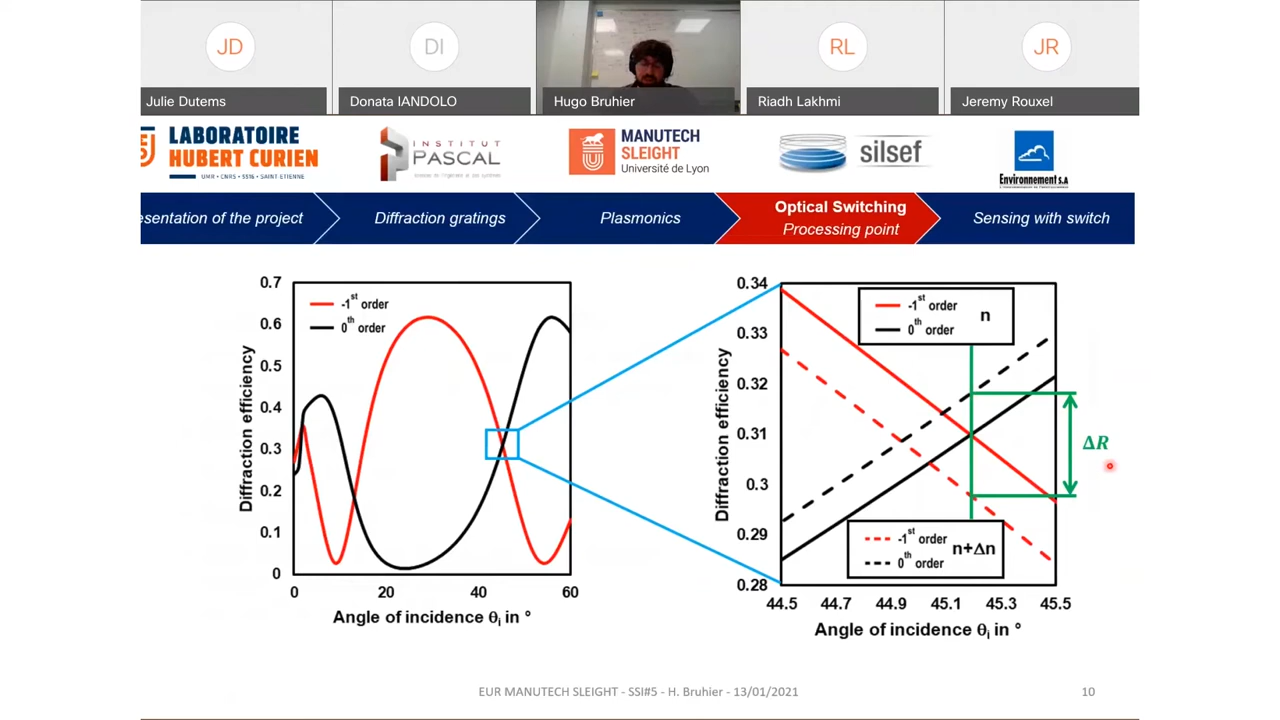 JD
DI
RL
JR
Julie Dutems
Donata IANDOLO
Hugo Bruhier
Riadh Lakhmi
Jeremy Rouxel
LABORATOIRE
HUBERT CURIEN
UMR • CNRS • 5516 • SAINT-ETIENNE
INSTITUT
PASCAL
MANUTECH
SLEIGHT
Université de Lyon
silsef
Environnement S.A
esentation of the project
Diffraction gratings
Plasmonics
Optical Switching
Processing point
Sensing with switch
0.7
0.6
0.5
0.4
0.3
0.2
0.1
0
-1st order
0th order
Diffraction efficiency
0
20
40
60
Angle of incidence θi in °
0.34
0.33
0.32
0.31
0.3
0.29
0.28
-1st order
0th order
n
ΔR
-1st order
0th order
n+Δn
Diffraction efficiency
44.5
44.7
44.9
45.1
45.3
45.5
Angle of incidence θi in °
EUR MANUTECH SLEIGHT - SSI#5 - H. Bruhier - 13/01/2021
10